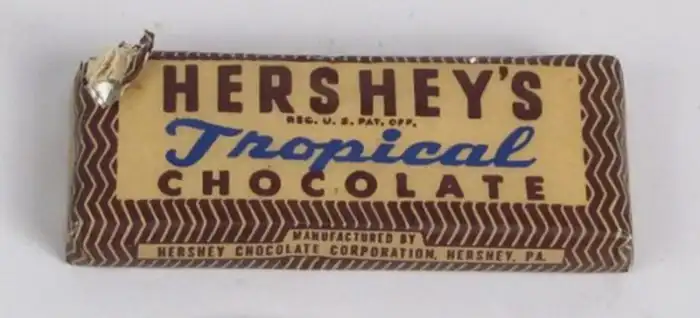 HERSHEY'S
REG. U. S. PAT. OFF.
Tropical
CHOCOLATE
MANUFACTURED BY
HERSHEY CHOCOLATE CORPORATION, HERSHEY, PA.